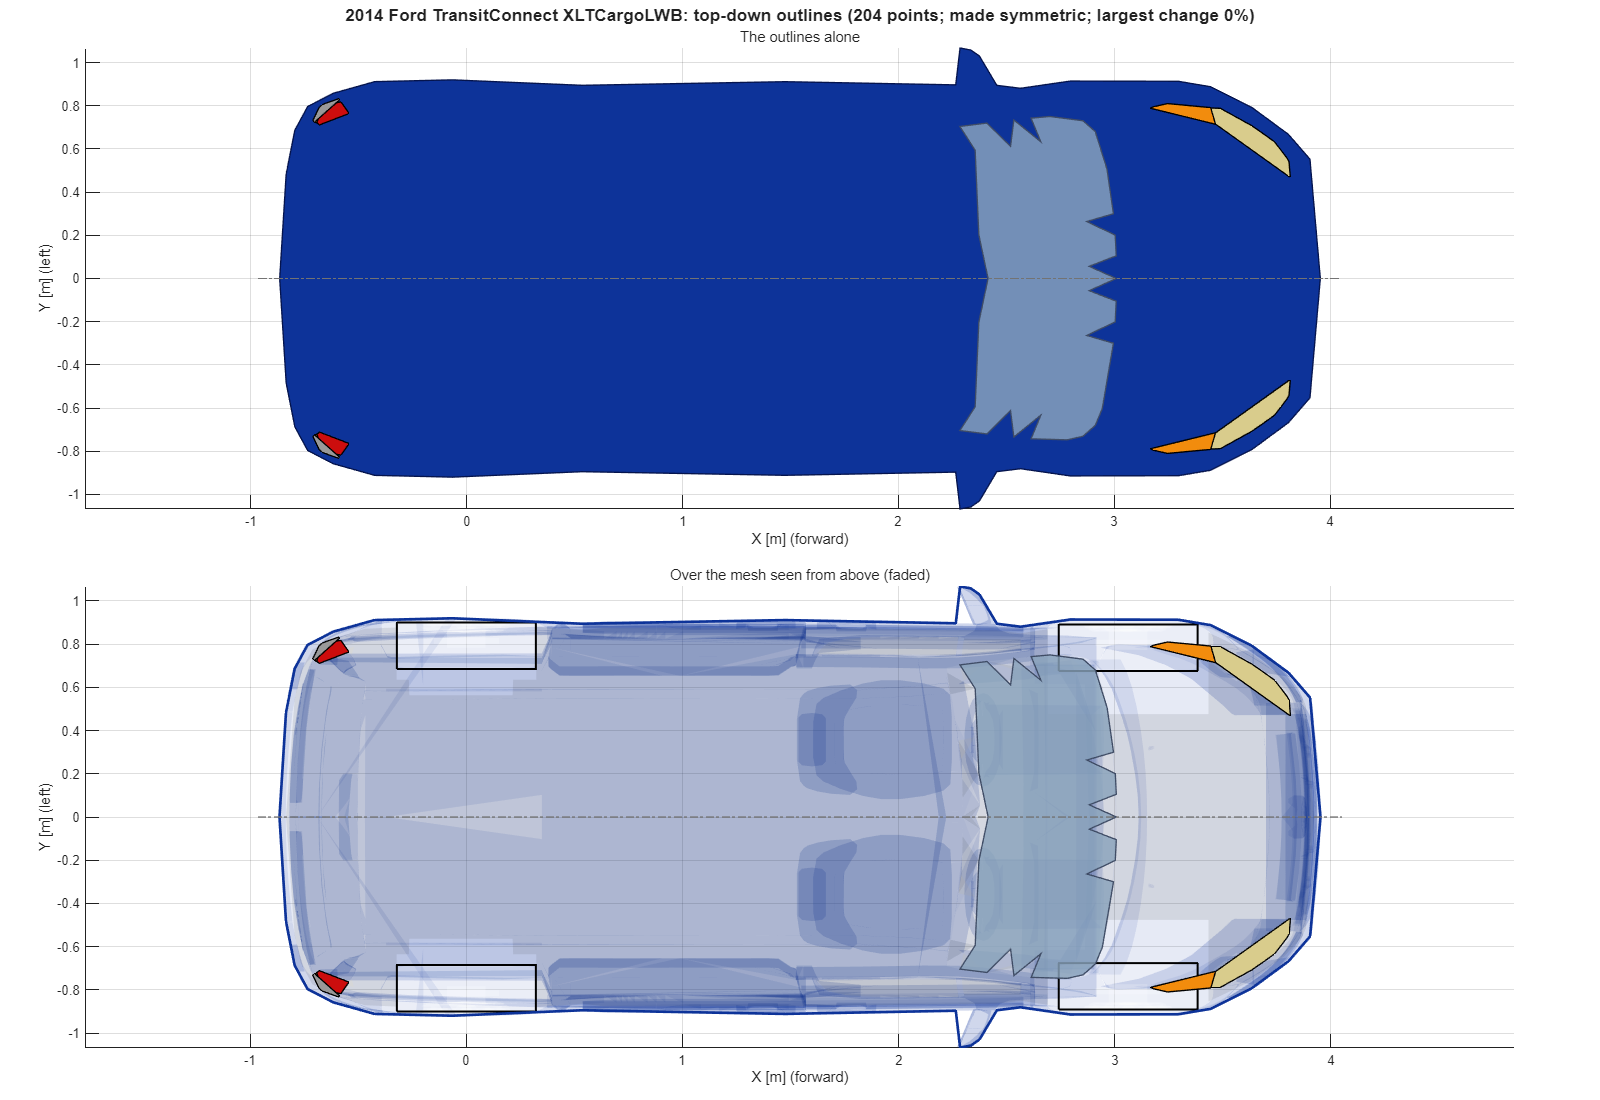 2014 Ford TransitConnect XLTCargoLWB: top-down outlines (204 points; made symmetric; largest change 0%)
The outlines alone
1
0.8
0.6
0.4
0.2
0
-0.2
-0.4
-0.6
-0.8
-1
Y [m] (left)
-1 0 1 2 3 4
X [m] (forward)
Over the mesh seen from above (faded)
1
0.8
0.6
0.4
0.2
0
-0.2
-0.4
-0.6
-0.8
-1
Y [m] (left)
-1 0 1 2 3 4
X [m] (forward)